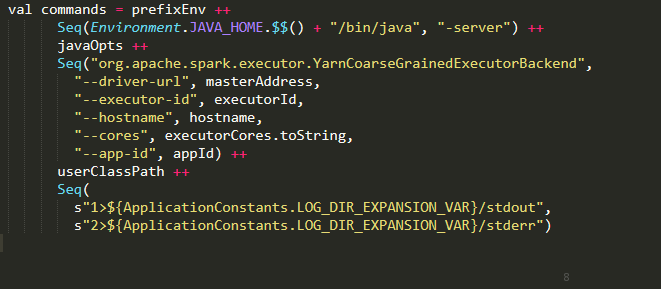 val commands = prefixEnv ++
Seq(Environment.JAVA_HOME.$$() + "/bin/java", "-server") ++
javaOpts ++
Seq("org.apache.spark.executor.YarnCoarseGrainedExecutorBackend",
"--driver-url", masterAddress,
"--executor-id", executorId,
"--hostname", hostname,
"--cores", executorCores.toString,
"--app-id", appId) ++
userClassPath ++
Seq(
s"1>${ApplicationConstants.LOG_DIR_EXPANSION_VAR}/stdout",
s"2>${ApplicationConstants.LOG_DIR_EXPANSION_VAR}/stderr")
8